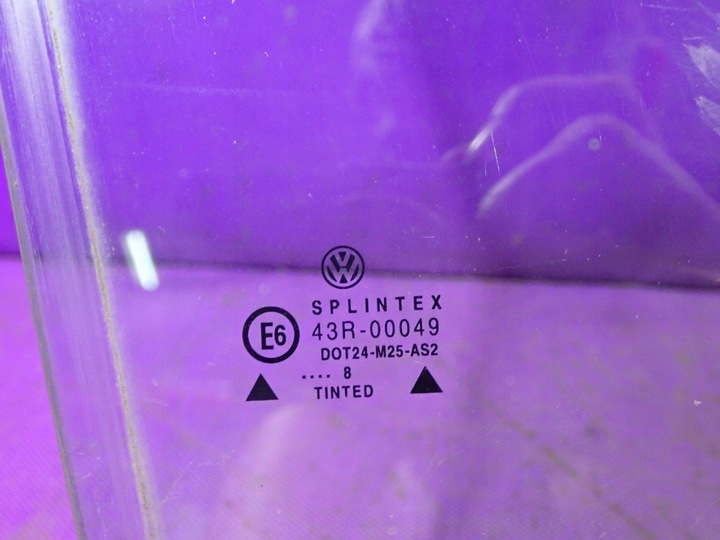 SPLINTEX
E6
43R-00049
DOT24-M25-AS2
.... 8
TINTED